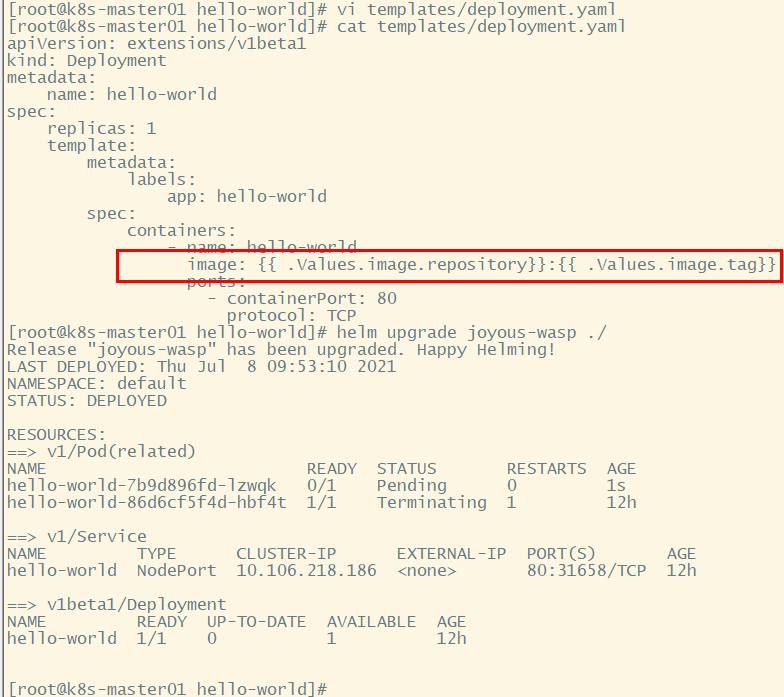 [root@k8s-master01 hello-world]# vi templates/deployment.yaml
[root@k8s-master01 hello-world]# cat templates/deployment.yaml
apiVersion: extensions/v1beta1
kind: Deployment
metadata:
    name: hello-world
spec:
    replicas: 1
    template:
        metadata:
            labels:
                app: hello-world
        spec:
            containers:
                - name: hello-world
                  image: {{ .Values.image.repository}}:{{ .Values.image.tag}}
                  ports:
                    - containerPort: 80
                      protocol: TCP
[root@k8s-master01 hello-world]# helm upgrade joyous-wasp ./
Release "joyous-wasp" has been upgraded. Happy Helming!
LAST DEPLOYED: Thu Jul  8 09:53:10 2021
NAMESPACE: default
STATUS: DEPLOYED

RESOURCES:
==> v1/Pod(related)
NAME                          READY  STATUS       RESTARTS  AGE
hello-world-7b9d896fd-lzwqk   0/1    Pending      0         1s
hello-world-86d6cf5f4d-hbf4t  1/1    Terminating  1         12h

==> v1/Service
NAME         TYPE      CLUSTER-IP      EXTERNAL-IP  PORT(S)       AGE
hello-world  NodePort  10.106.218.186  <none>       80:31658/TCP  12h

==> v1beta1/Deployment
NAME         READY  UP-TO-DATE  AVAILABLE  AGE
hello-world  1/1    0           1          12h

[root@k8s-master01 hello-world]#